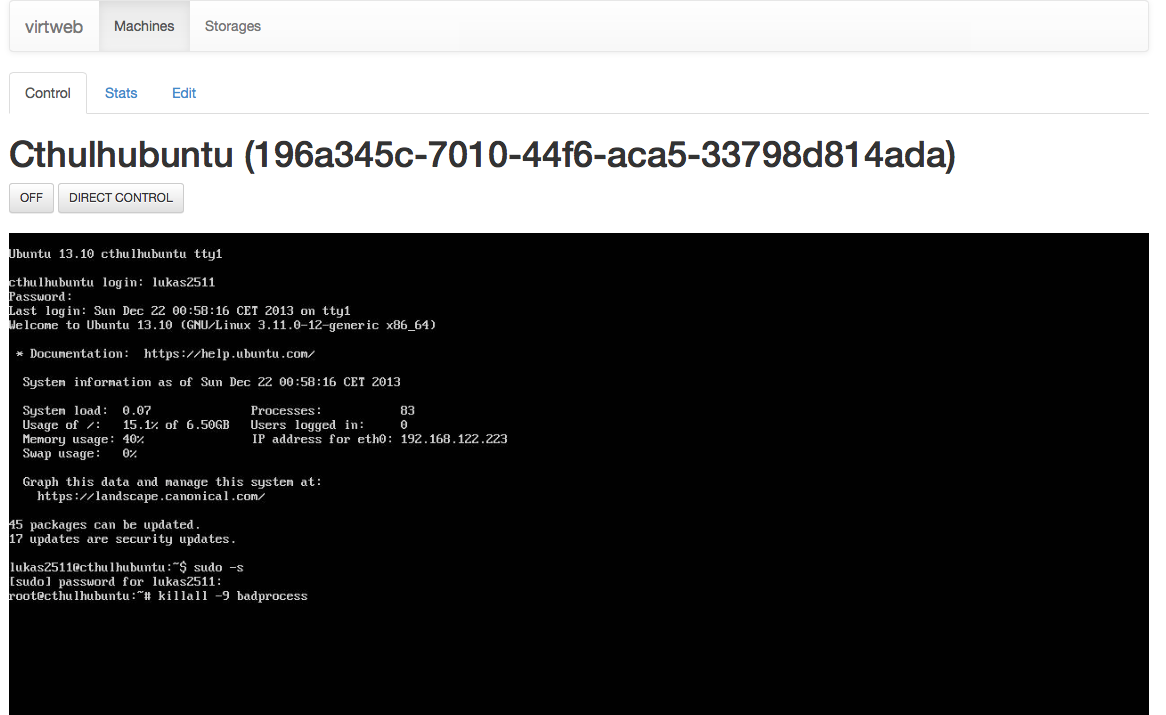 virtweb Machines Storages
Control Stats Edit
Cthulhubuntu (196a345c-7010-44f6-aca5-33798d814ada)
OFF DIRECT CONTROL
Ubuntu 13.10 cthulhubuntu tty1
cthulhubuntu login: lukas2511
Password:
Last login: Sun Dec 22 00:58:16 CET 2013 on tty1
Welcome to Ubuntu 13.10 (GNU/Linux 3.11.0-12-generic x86_64)
* Documentation: https://help.ubuntu.com/
System information as of Sun Dec 22 00:58:16 CET 2013
System load: 0.07 Processes: 83
Usage of /: 15.1% of 6.50GB Users logged in: 0
Memory usage: 40% IP address for eth0: 192.168.122.223
Swap usage: 0%
Graph this data and manage this system at:
https://landscape.canonical.com/
45 packages can be updated.
17 updates are security updates.
lukas2511@cthulhubuntu:~$ sudo -s
[sudo] password for lukas2511:
root@cthulhubuntu:~# killall -9 badprocess